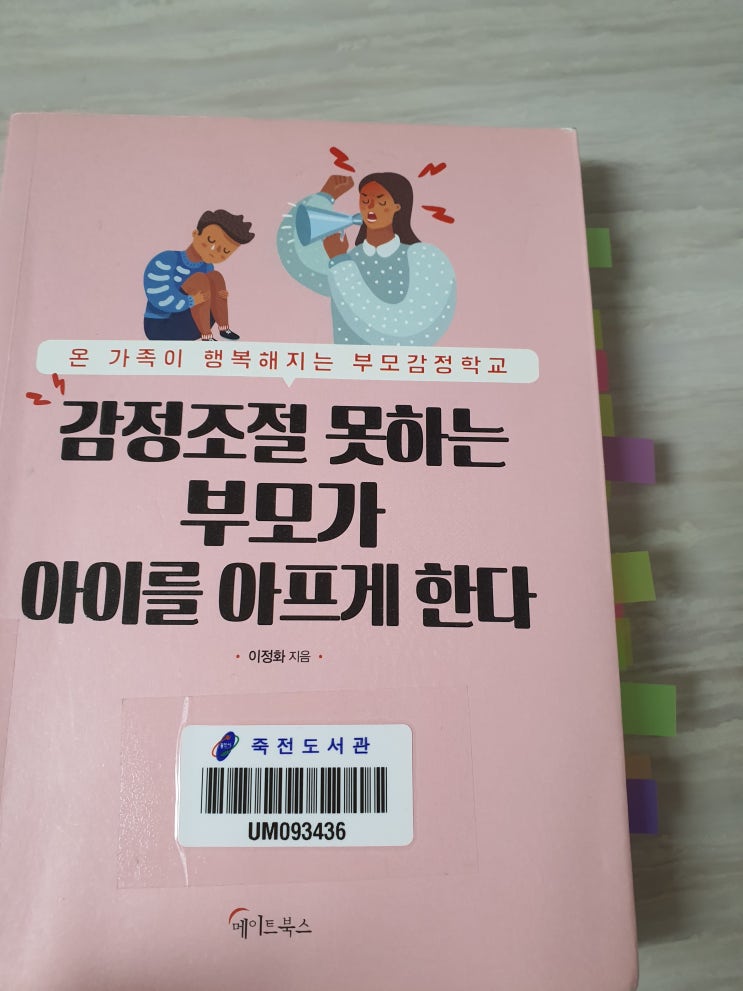 온 가족이 행복해지는 부모감정학교
감정조절 못하는
부모가
아이를 아프게 한다
• 이정화 지음 •
죽전도서관
UM093436
메이트북스